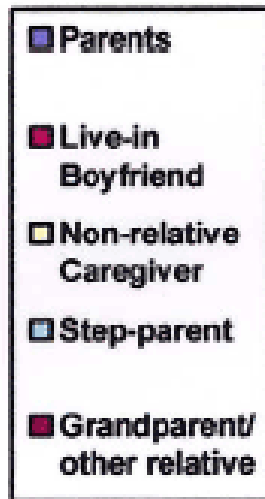 Parents
Live-in
Boyfriend
Non-relative
Caregiver
Step-parent
Grandparent/
other relative